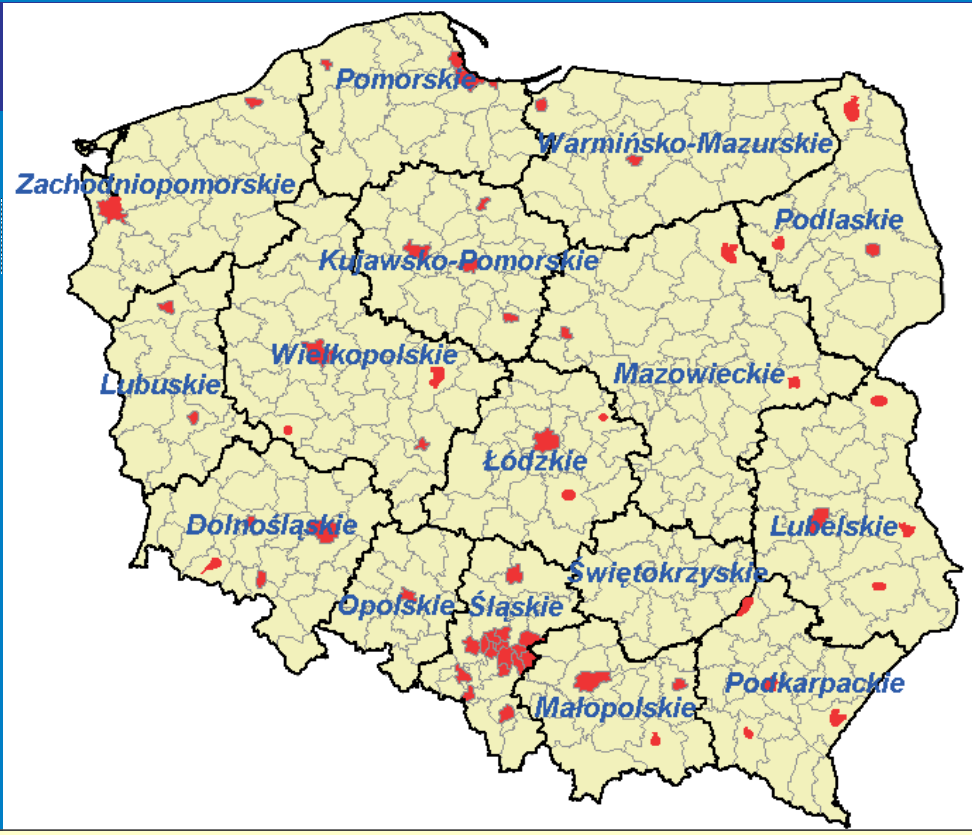 Pomorskie
Warmińsko-Mazurskie
Zachodniopomorskie
Podlaskie
Kujawsko-Pomorskie
Wielkopolskie
Mazowieckie
Lubuskie
Łódzkie
Dolnośląskie
Lubelskie
Świętokrzyskie
Opolskie
Śląskie
Podkarpackie
Małopolskie